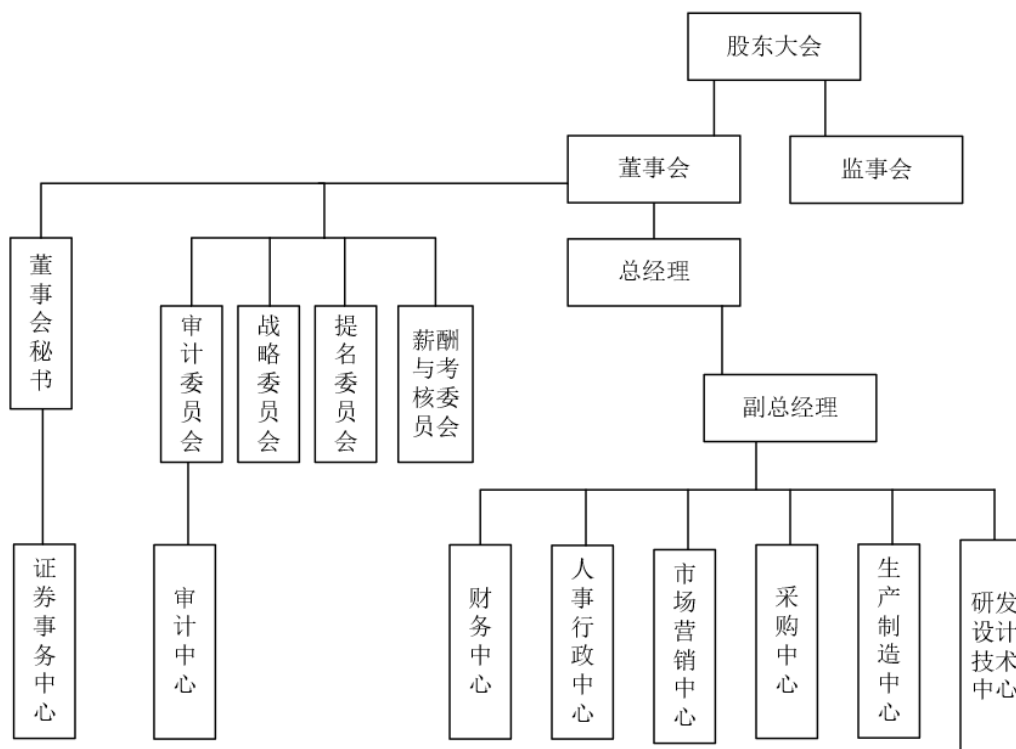 股东大会
董事会
监事会
董事会秘书
总经理
审计委员会
战略委员会
提名委员会
薪酬与考核委员会
副总经理
证券事务中心
审计中心
财务中心
人事行政中心
市场营销中心
采购中心
生产制造中心
研发设计技术中心